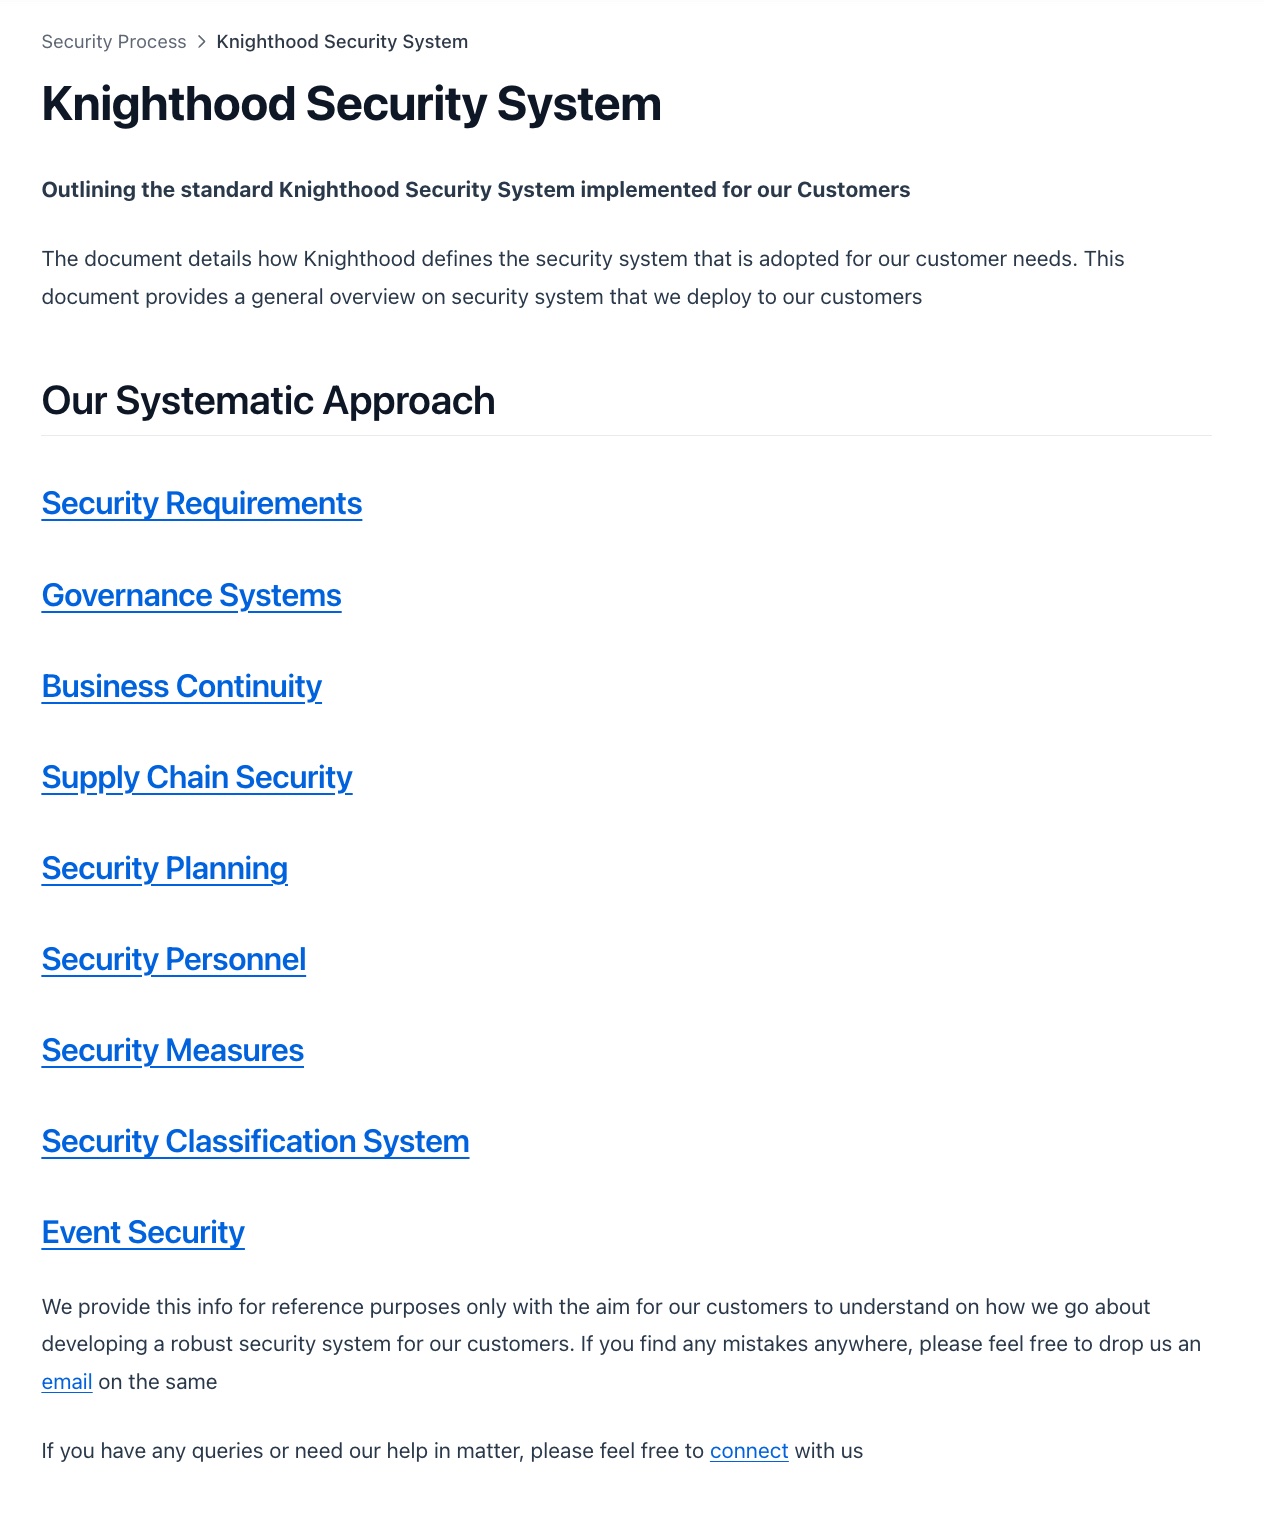 Security Process > Knighthood Security System
Knighthood Security System
Outlining the standard Knighthood Security System implemented for our Customers
The document details how Knighthood defines the security system that is adopted for our customer needs. This
document provides a general overview on security system that we deploy to our customers
Our Systematic Approach
Security Requirements
Governance Systems
Business Continuity
Supply Chain Security
Security Planning
Security Personnel
Security Measures
Security Classification System
Event Security
We provide this info for reference purposes only with the aim for our customers to understand on how we go about
developing a robust security system for our customers. If you find any mistakes anywhere, please feel free to drop us an
email on the same
If you have any queries or need our help in matter, please feel free to connect with us